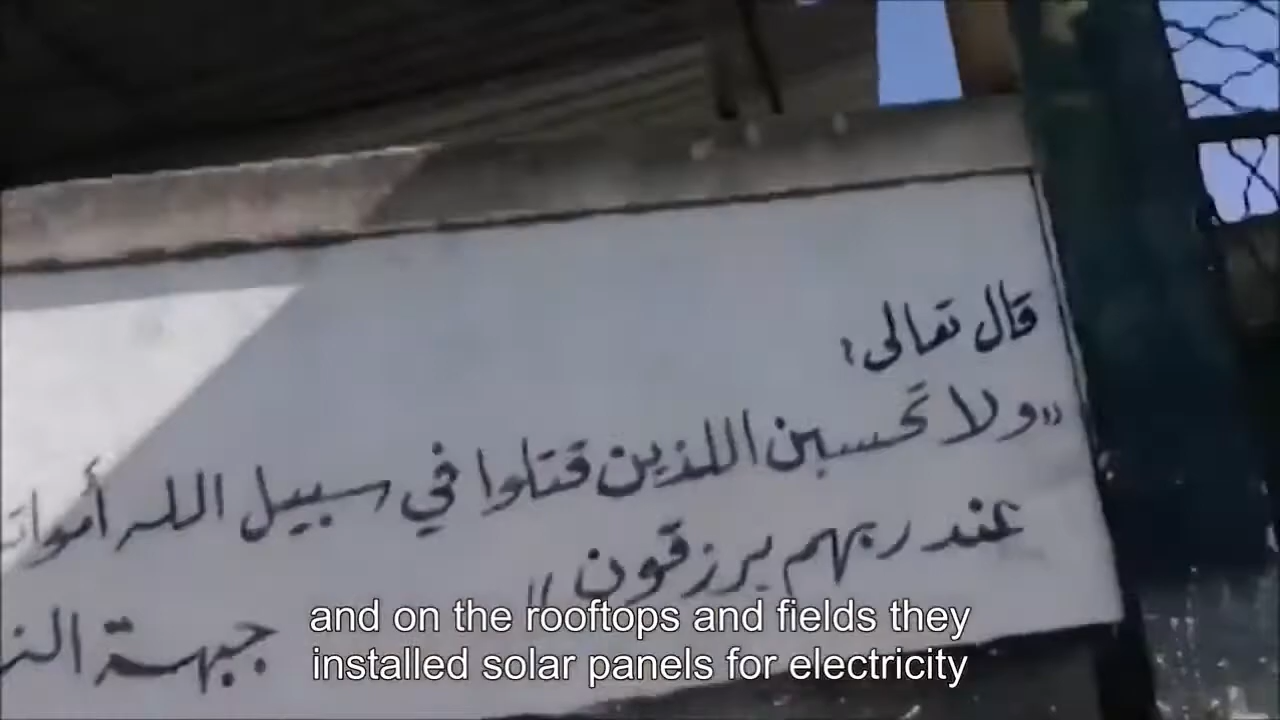 قال تعالى:
"ولا تحسبن اللذين قتلوا في سبيل الله
عند ربهم يرزقون"
جبهة
and on the rooftops and fields they
installed solar panels for electricity